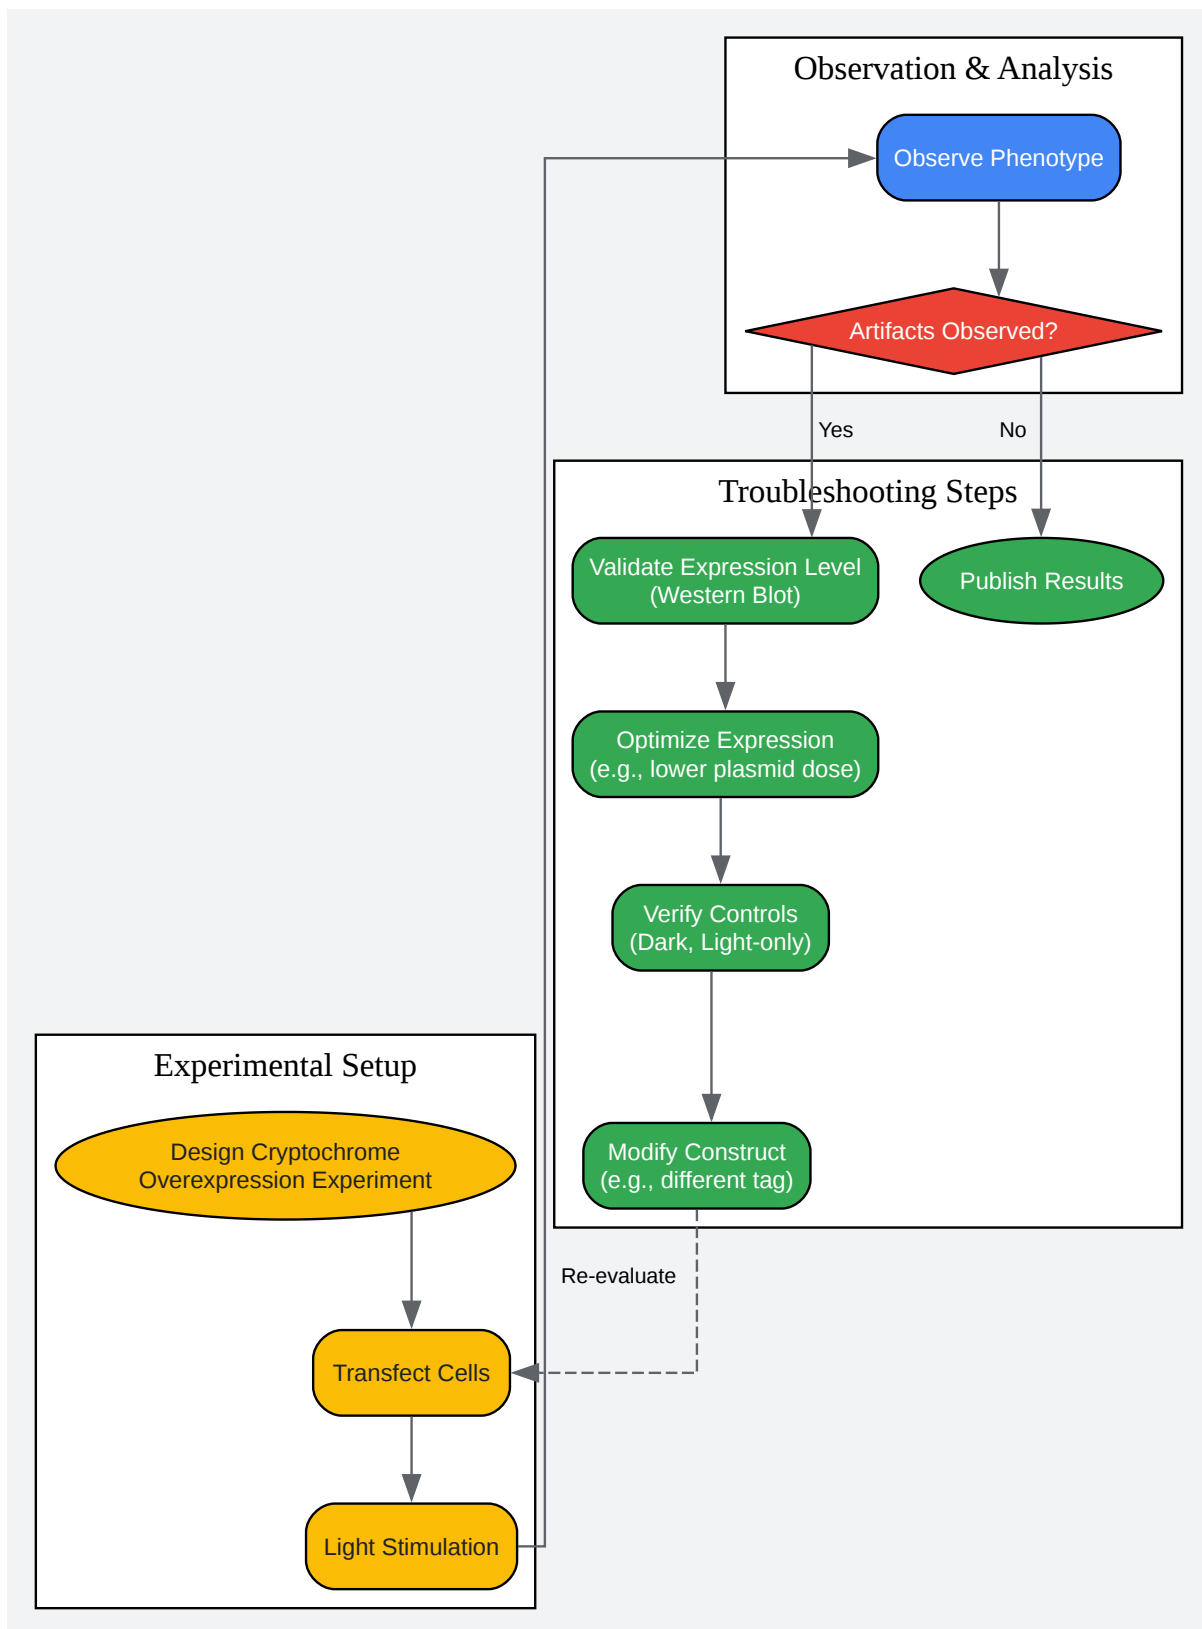 Observation & Analysis
Observe Phenotype
Artifacts Observed?
Yes
No
Troubleshooting Steps
Validate Expression Level
(Western Blot)
Publish Results
Optimize Expression
(e.g., lower plasmid dose)
Verify Controls
(Dark, Light-only)
Modify Construct
(e.g., different tag)
Re-evaluate
Experimental Setup
Design Cryptochrome
Overexpression Experiment
Transfect Cells
Light Stimulation